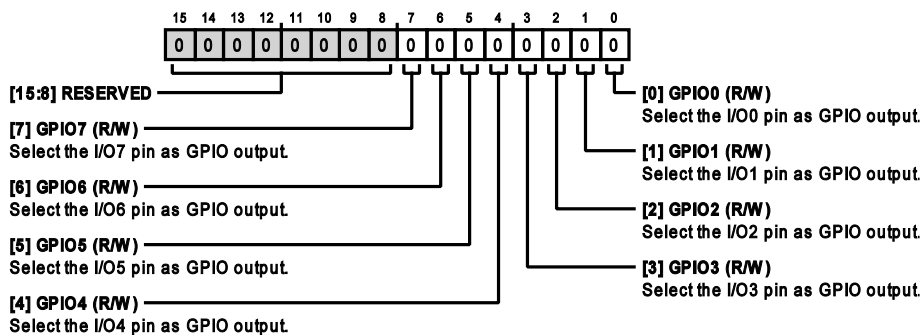 15 14 13 12 11 10 9 8 7 6 5 4 3 2 1 0
0 0 0 0 0 0 0 0 0 0 0 0 0 0 0 0
[15:8] RESERVED
[7] GPIO7 (R/W)
Select the I/O7 pin as GPIO output.
[6] GPIO6 (R/W)
Select the I/O6 pin as GPIO output.
[5] GPIO5 (R/W)
Select the I/O5 pin as GPIO output.
[4] GPIO4 (R/W)
Select the I/O4 pin as GPIO output.
[0] GPIO0 (R/W)
Select the I/O0 pin as GPIO output.
[1] GPIO1 (R/W)
Select the I/O1 pin as GPIO output.
[2] GPIO2 (R/W)
Select the I/O2 pin as GPIO output.
[3] GPIO3 (R/W)
Select the I/O3 pin as GPIO output.